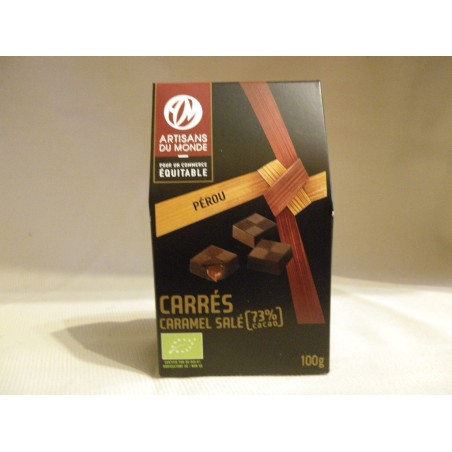 ARTISANS
DU MONDE
POUR UN COMMERCE
ÉQUITABLE
PÉROU
CARRÉS
CARAMEL SALÉ [73% cacao]
100g